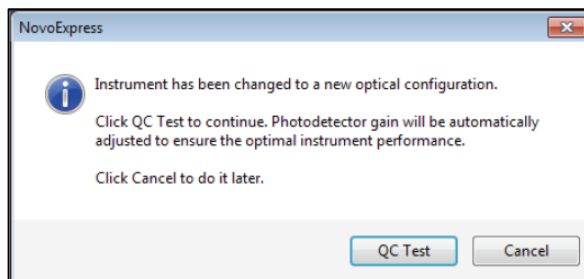 NovoExpress
Instrument has been changed to a new optical configuration.
Click QC Test to continue. Photodetector gain will be automatically
adjusted to ensure the optimal instrument performance.
Click Cancel to do it later.
QC Test
Cancel